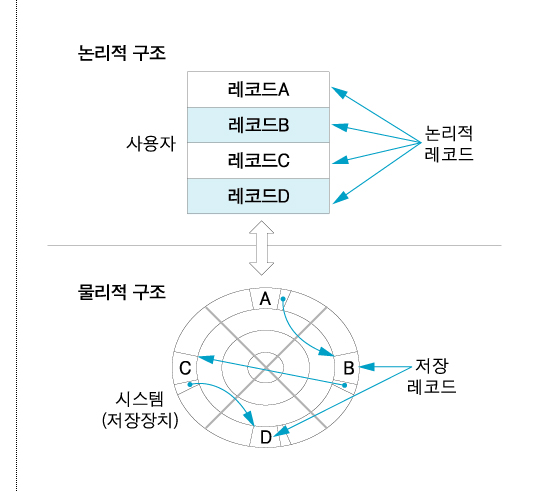 논리적 구조
레코드A
레코드B
레코드C
레코드D
사용자
논리적
레코드
물리적 구조
A
C
B
D
저장
레코드
시스템
(저장장치)